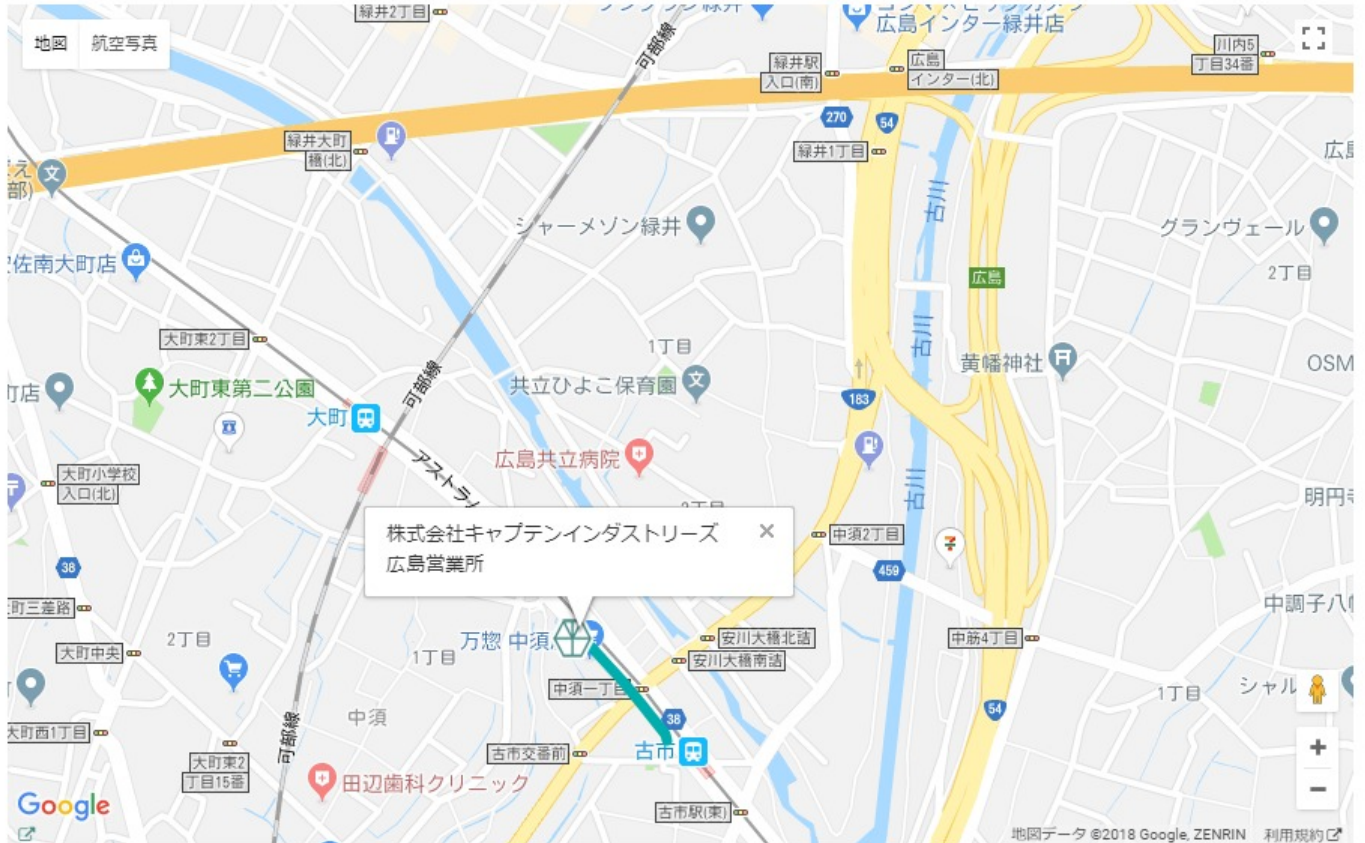 緑井2丁目
広島インター緑井店
地図
航空写真
可部線
緑井駅
入口(南)
広島
インター(北)
川内5
丁目34番
270
54
緑井大町
橋(北)
緑井1丁目
古川
シャーメゾン緑井
グランヴェール
2丁目
佐南大町店
広島
大町東2丁目
1丁目
古川
黄幡神社
OSM
町店
大町東第二公園
可部線
共立ひよこ保育園
183
大町
広島共立病院
アストラ
大町小学校
入口(北)
古川
明円
2丁目
株式会社キャプテンインダストリーズ
広島営業所
中須2丁目
38
459
町三差路
中調子八
2丁目
万惣 中須
安川大橋北詰
中筋4丁目
大町中央
1丁目
安川大橋南詰
中須一丁目
1丁目
シャル
38
54
中須
大町西1丁目
可部線
古市交番前
古市
大町東2
丁目15番
田辺歯科クリニック
古市駅(東)
Google
地図データ ©2018 Google, ZENRIN
利用規約